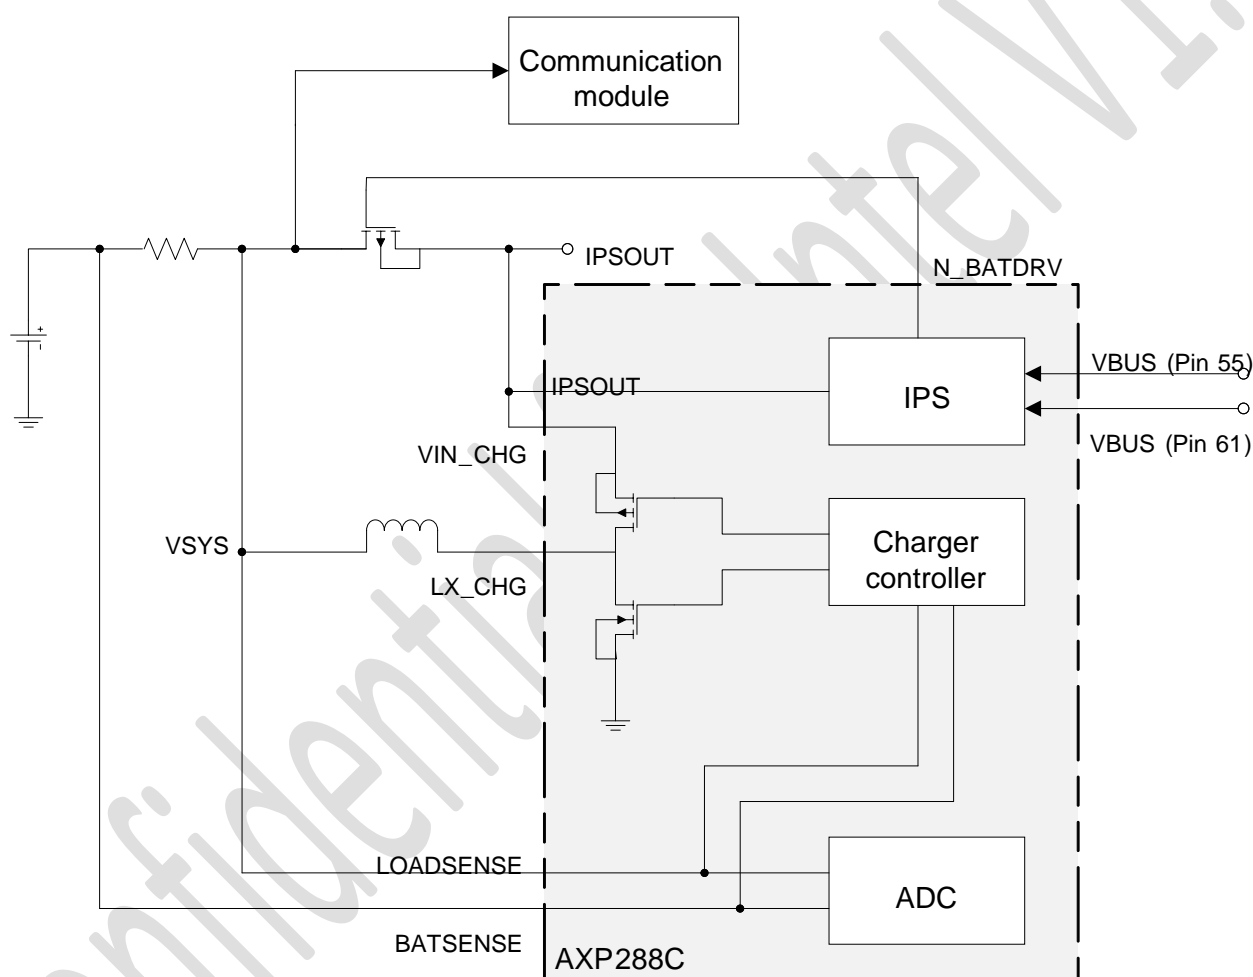 Communication
module
IPSOUT
N_BATDRV
VBUS (Pin 55)
IPSOUT
IPS
VBUS (Pin 61)
VIN_CHG
VSYS
Charger
controller
LX_CHG
LOADSENSE
ADC
BATSENSE
AXP288C
+
-